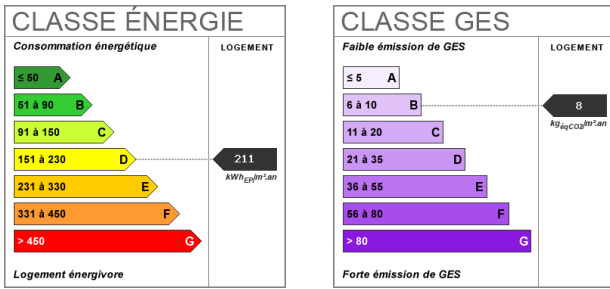 CLASSE ÉNERGIE
Consommation énergétique
LOGEMENT
≤ 50 A
51 à 90 B
91 à 150 C
151 à 230 D
211
kWhEP/m².an
231 à 330 E
331 à 450 F
> 450 G
Logement énergivore
CLASSE GES
Faible émission de GES
LOGEMENT
≤ 5 A
6 à 10 B
8
kgéqCO2/m².an
11 à 20 C
21 à 35 D
36 à 55 E
56 à 80 F
> 80 G
Forte émission de GES